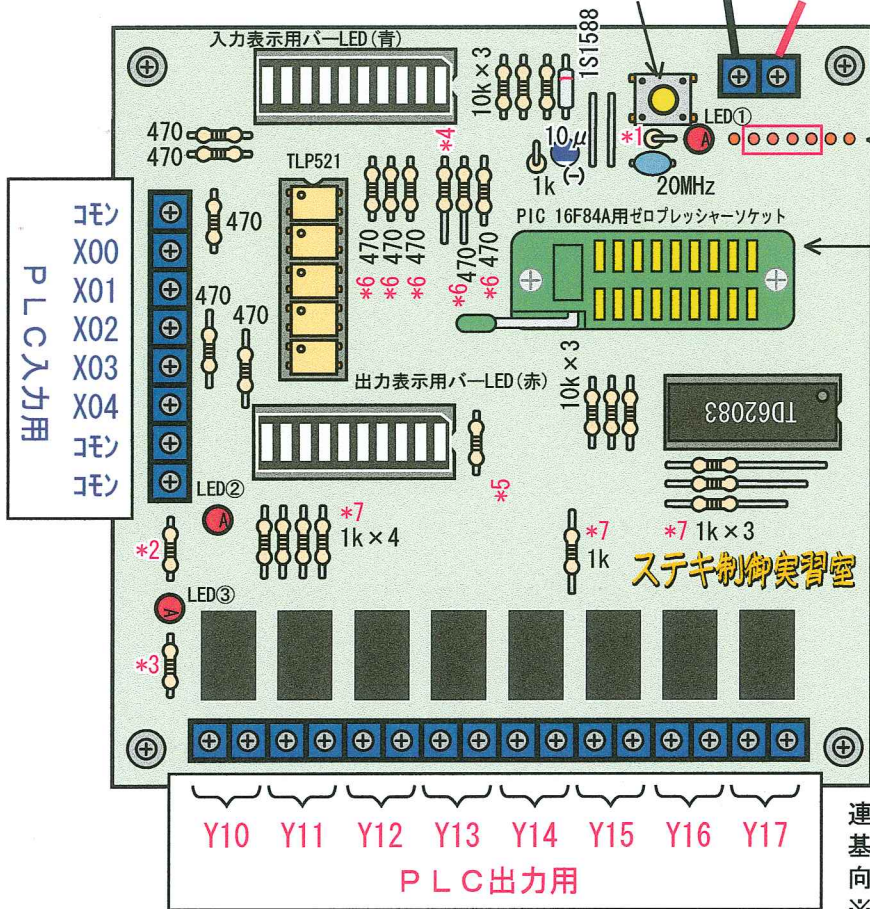 入力表示用バーLED(青)
10k×3
1S1588
LED①
470
470
*4
10μ
*1
(-)
1k
20MHz
TLP521
PIC 16F84A用ゼロプレッシャーソケット
PLC入力用
コモン
X00
X01
X02
X03
X04
コモン
コモン
470
470
470
*6 470
*6 470
*6 470
*6 470
*6 470
出力表示用バーLED(赤)
10k×3
TD62083
*5
LED②
*2
*7
1k×4
*7
1k
*7 1k×3
ステキ制御実習室
LED③
*3
A
A
A
Y10 Y11 Y12 Y13 Y14 Y15 Y16 Y17
PLC出力用
連
基
向
※